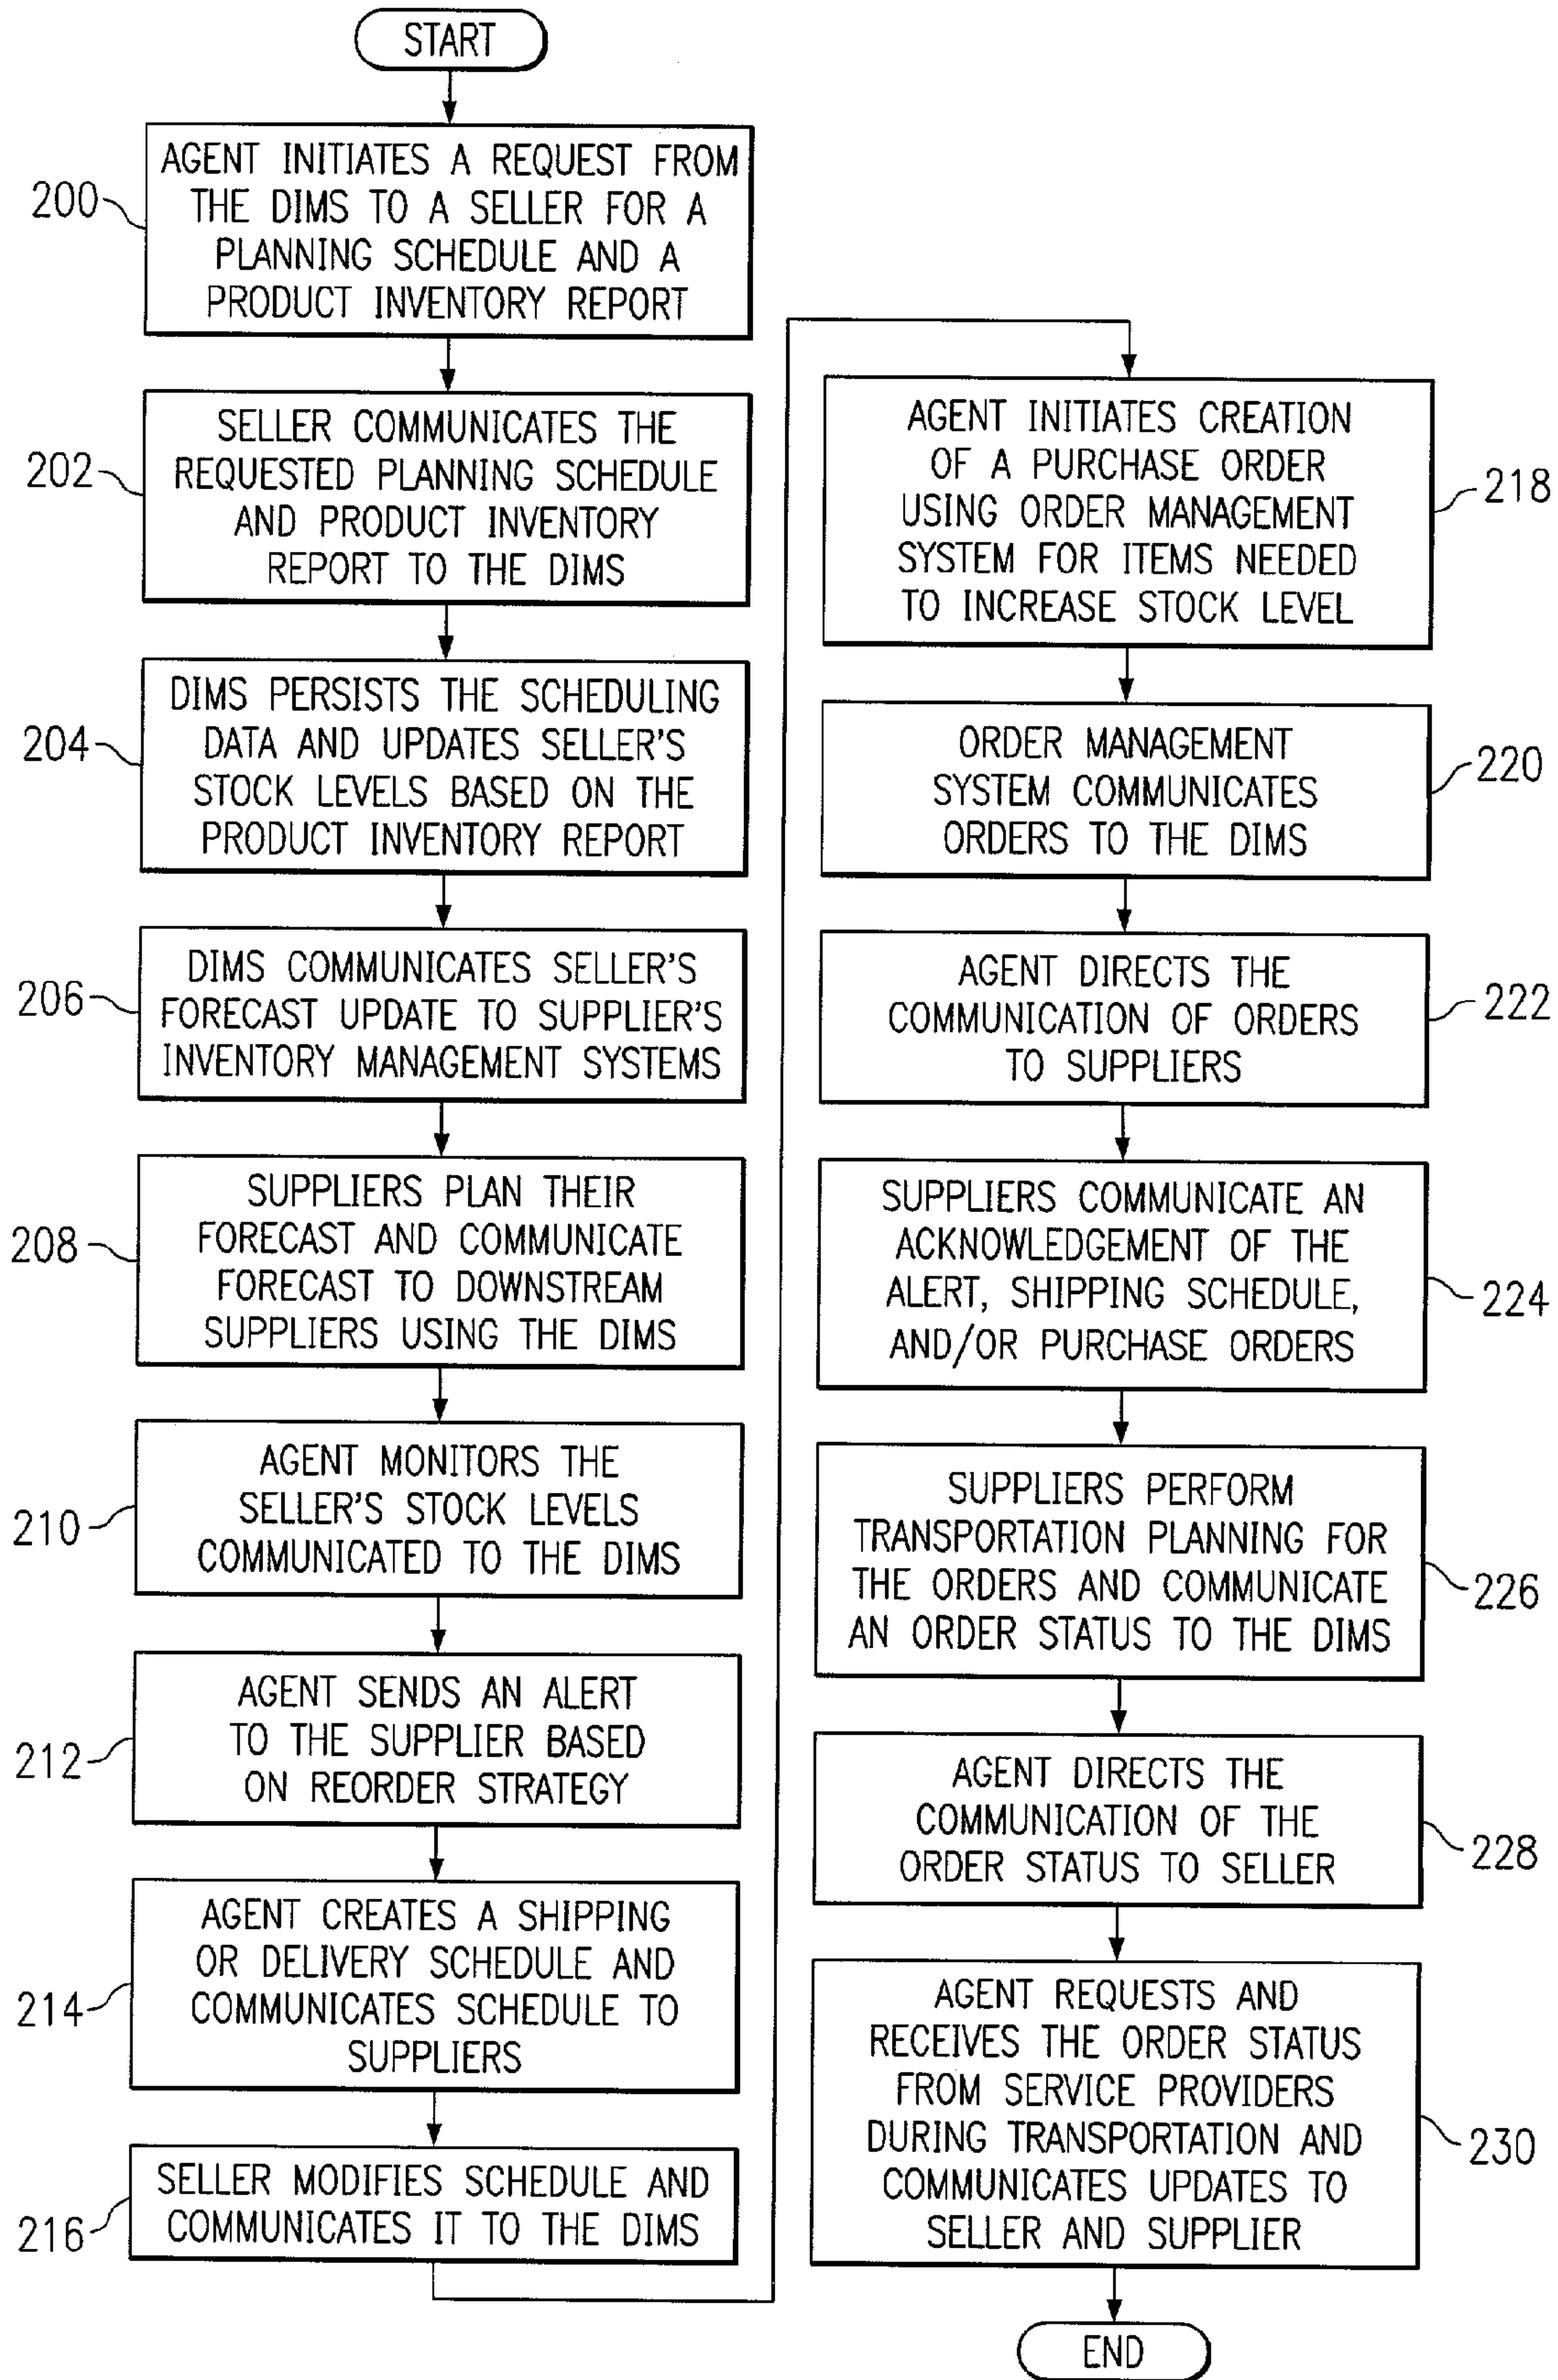 START
200
AGENT INITIATES A REQUEST FROM
THE DIMS TO A SELLER FOR A
PLANNING SCHEDULE AND A
PRODUCT INVENTORY REPORT
202
SELLER COMMUNICATES THE
REQUESTED PLANNING SCHEDULE
AND PRODUCT INVENTORY
REPORT TO THE DIMS
204
DIMS PERSISTS THE SCHEDULING
DATA AND UPDATES SELLER'S
STOCK LEVELS BASED ON THE
PRODUCT INVENTORY REPORT
206
DIMS COMMUNICATES SELLER'S
FORECAST UPDATE TO SUPPLIER'S
INVENTORY MANAGEMENT SYSTEMS
208
SUPPLIERS PLAN THEIR
FORECAST AND COMMUNICATE
FORECAST TO DOWNSTREAM
SUPPLIERS USING THE DIMS
210
AGENT MONITORS THE
SELLER'S STOCK LEVELS
COMMUNICATED TO THE DIMS
212
AGENT SENDS AN ALERT
TO THE SUPPLIER BASED
ON REORDER STRATEGY
214
AGENT CREATES A SHIPPING
OR DELIVERY SCHEDULE AND
COMMUNICATES SCHEDULE TO
SUPPLIERS
216
SELLER MODIFIES SCHEDULE AND
COMMUNICATES IT TO THE DIMS
AGENT INITIATES CREATION
OF A PURCHASE ORDER
USING ORDER MANAGEMENT
SYSTEM FOR ITEMS NEEDED
TO INCREASE STOCK LEVEL
218
ORDER MANAGEMENT
SYSTEM COMMUNICATES
ORDERS TO THE DIMS
220
AGENT DIRECTS THE
COMMUNICATION OF ORDERS
TO SUPPLIERS
222
SUPPLIERS COMMUNICATE AN
ACKNOWLEDGEMENT OF THE
ALERT, SHIPPING SCHEDULE,
AND/OR PURCHASE ORDERS
224
SUPPLIERS PERFORM
TRANSPORTATION PLANNING FOR
THE ORDERS AND COMMUNICATE
AN ORDER STATUS TO THE DIMS
226
AGENT DIRECTS THE
COMMUNICATION OF THE
ORDER STATUS TO SELLER
228
AGENT REQUESTS AND
RECEIVES THE ORDER STATUS
FROM SERVICE PROVIDERS
DURING TRANSPORTATION AND
COMMUNICATES UPDATES TO
SELLER AND SUPPLIER
230
END